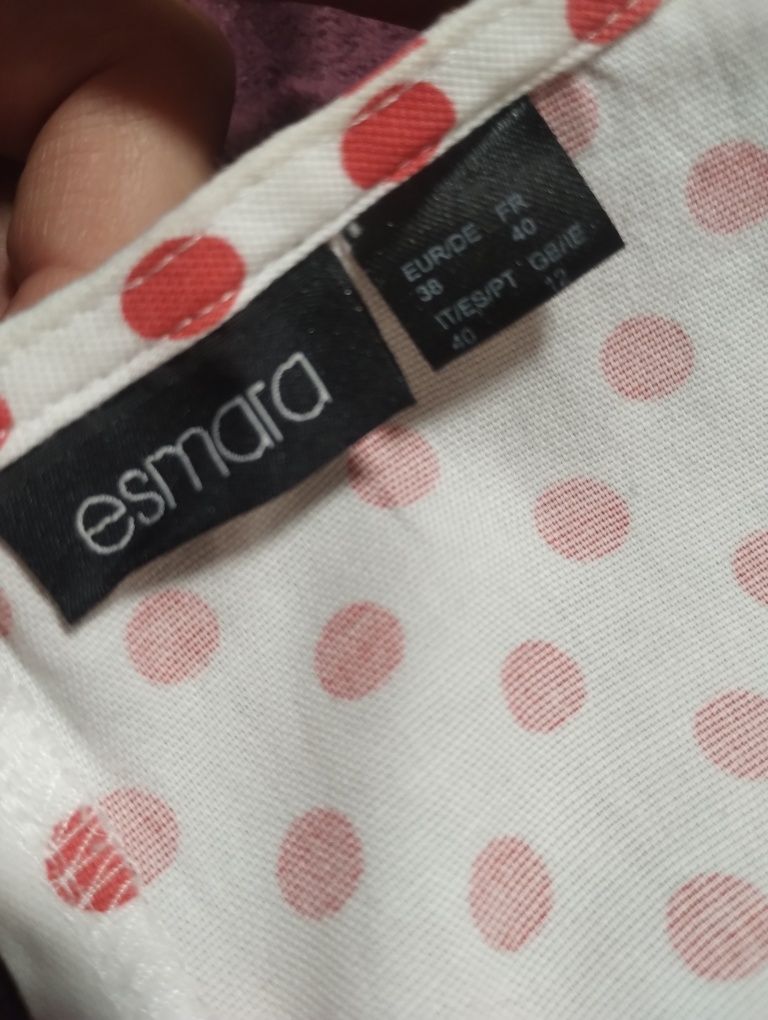 esmara
EUR/DE FR
38 40
IT/ES/PT GB/IE
40 12